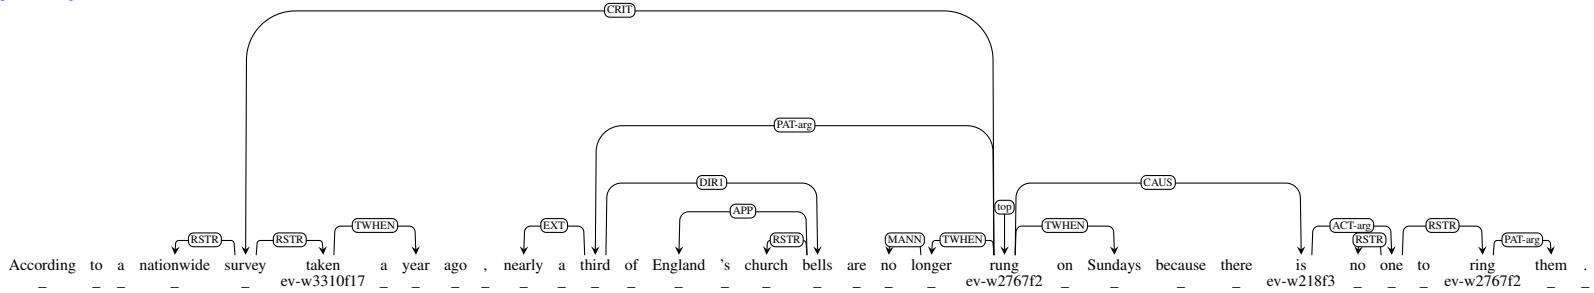 CRIT
PAT-arg
DIR1 CAUS
top
APP
RSTR RSTR TWHEN EXT RSTR MANN TWHEN TWHEN ACT-arg RSTR RSTR PAT-arg
According to a nationwide survey taken a year ago , nearly a third of England 's church bells are no longer rung on Sundays because there is no one to ring them .
_ _ _ _ _ ev-w3310f17 _ _ _ _ _ _ _ _ _ _ _ _ _ _ _ ev-w2767f2 _ _ _ _ ev-w218f3 _ _ _ ev-w2767f2 _ _